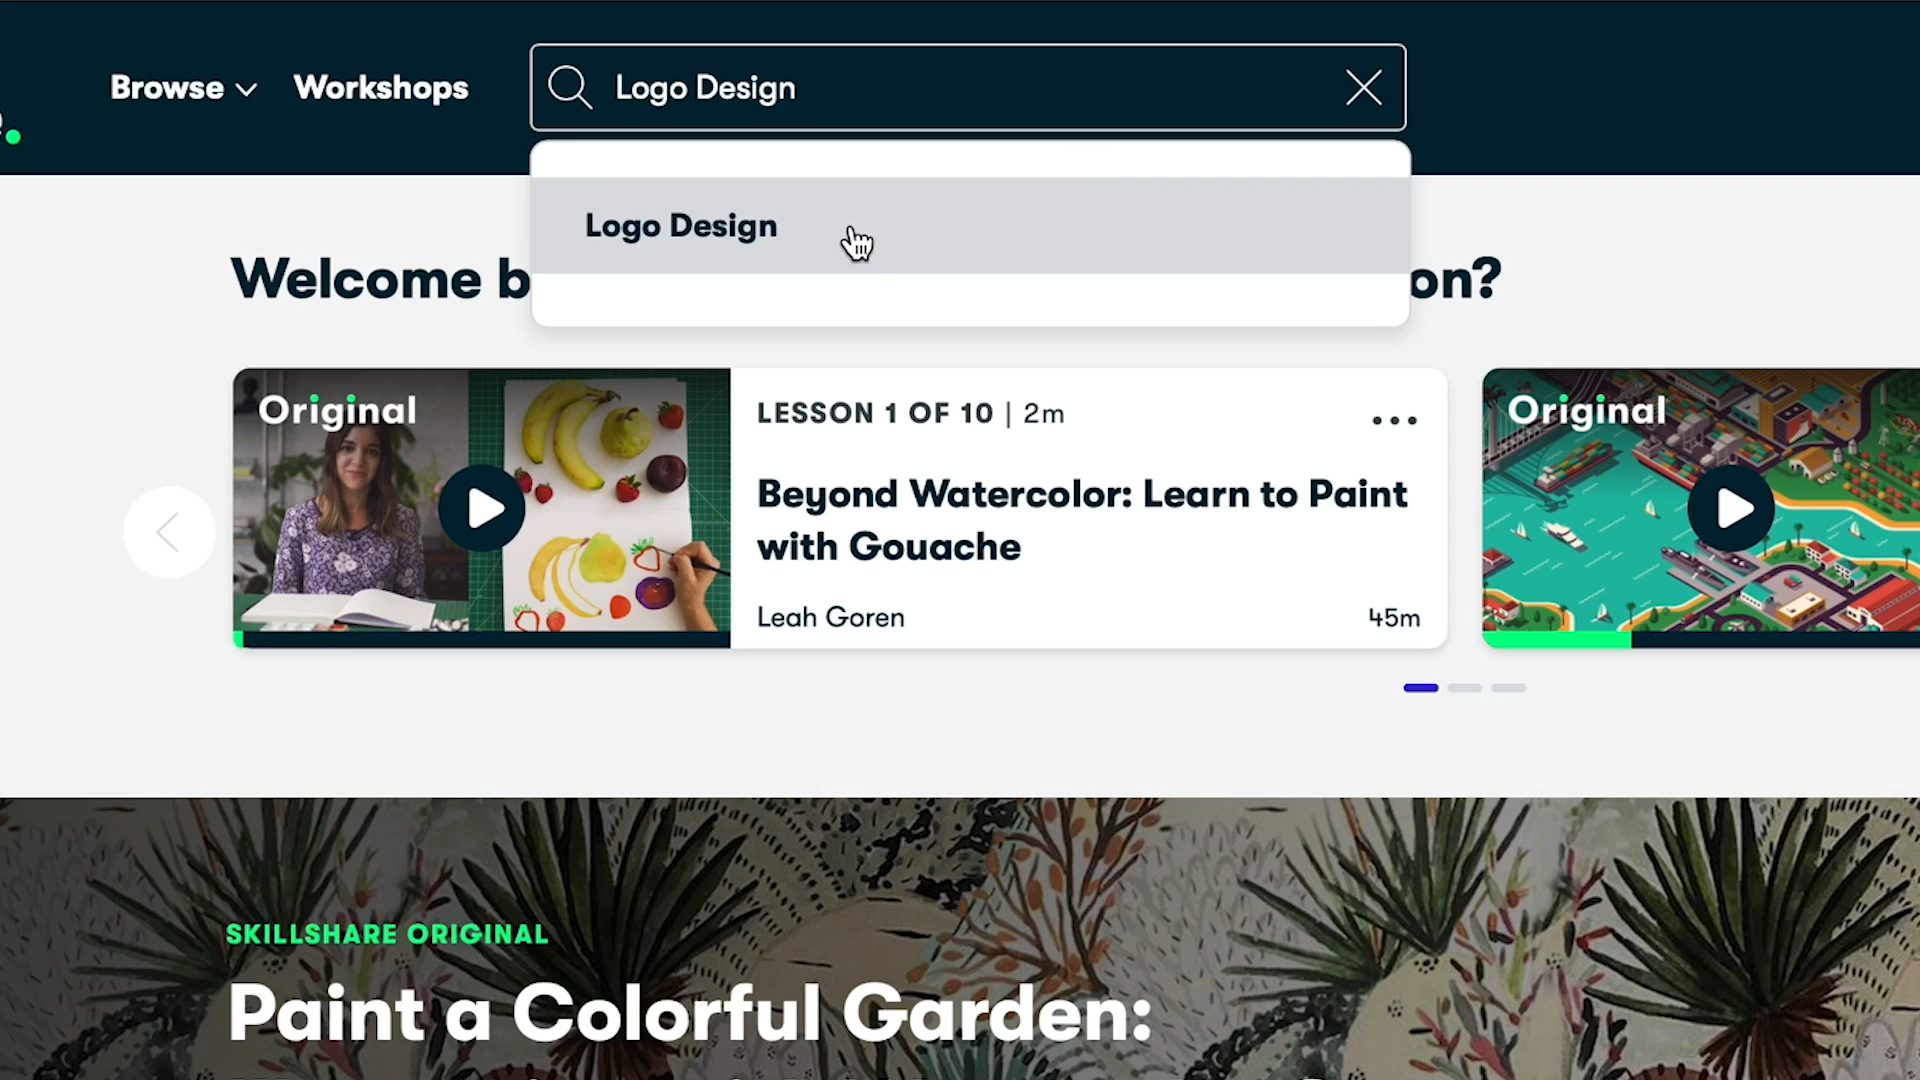 Browse Workshops Logo Design
Logo Design
Welcome b on?
Original
LESSON 1 OF 10 | 2m
Beyond Watercolor: Learn to Paint
with Gouache
Leah Goren 45m
Original
SKILLSHARE ORIGINAL
Paint a Colorful Garden: